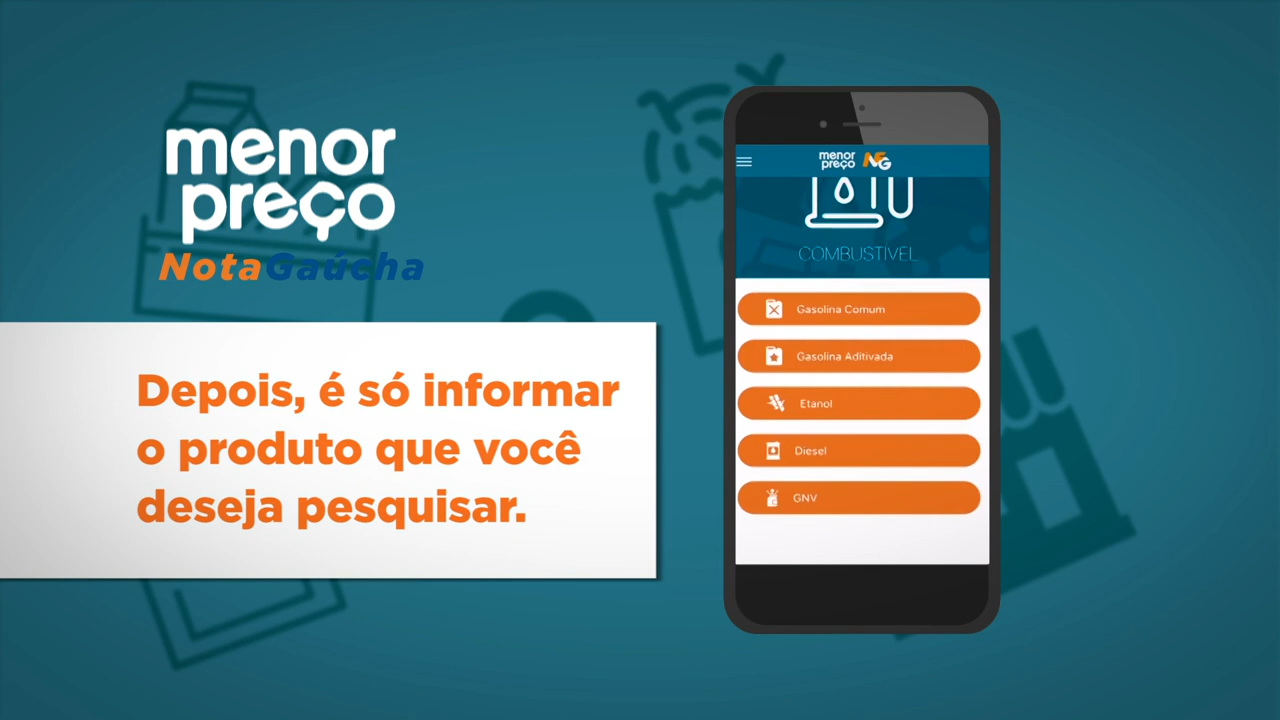 menor
preço
NotaGaúcha
Depois, é só informar
o produto que você
deseja pesquisar.
menor
preço NFG
COMBUSTÍVEL
Gasolina Comum
Gasolina Aditivada
Etanol
Diesel
GNV